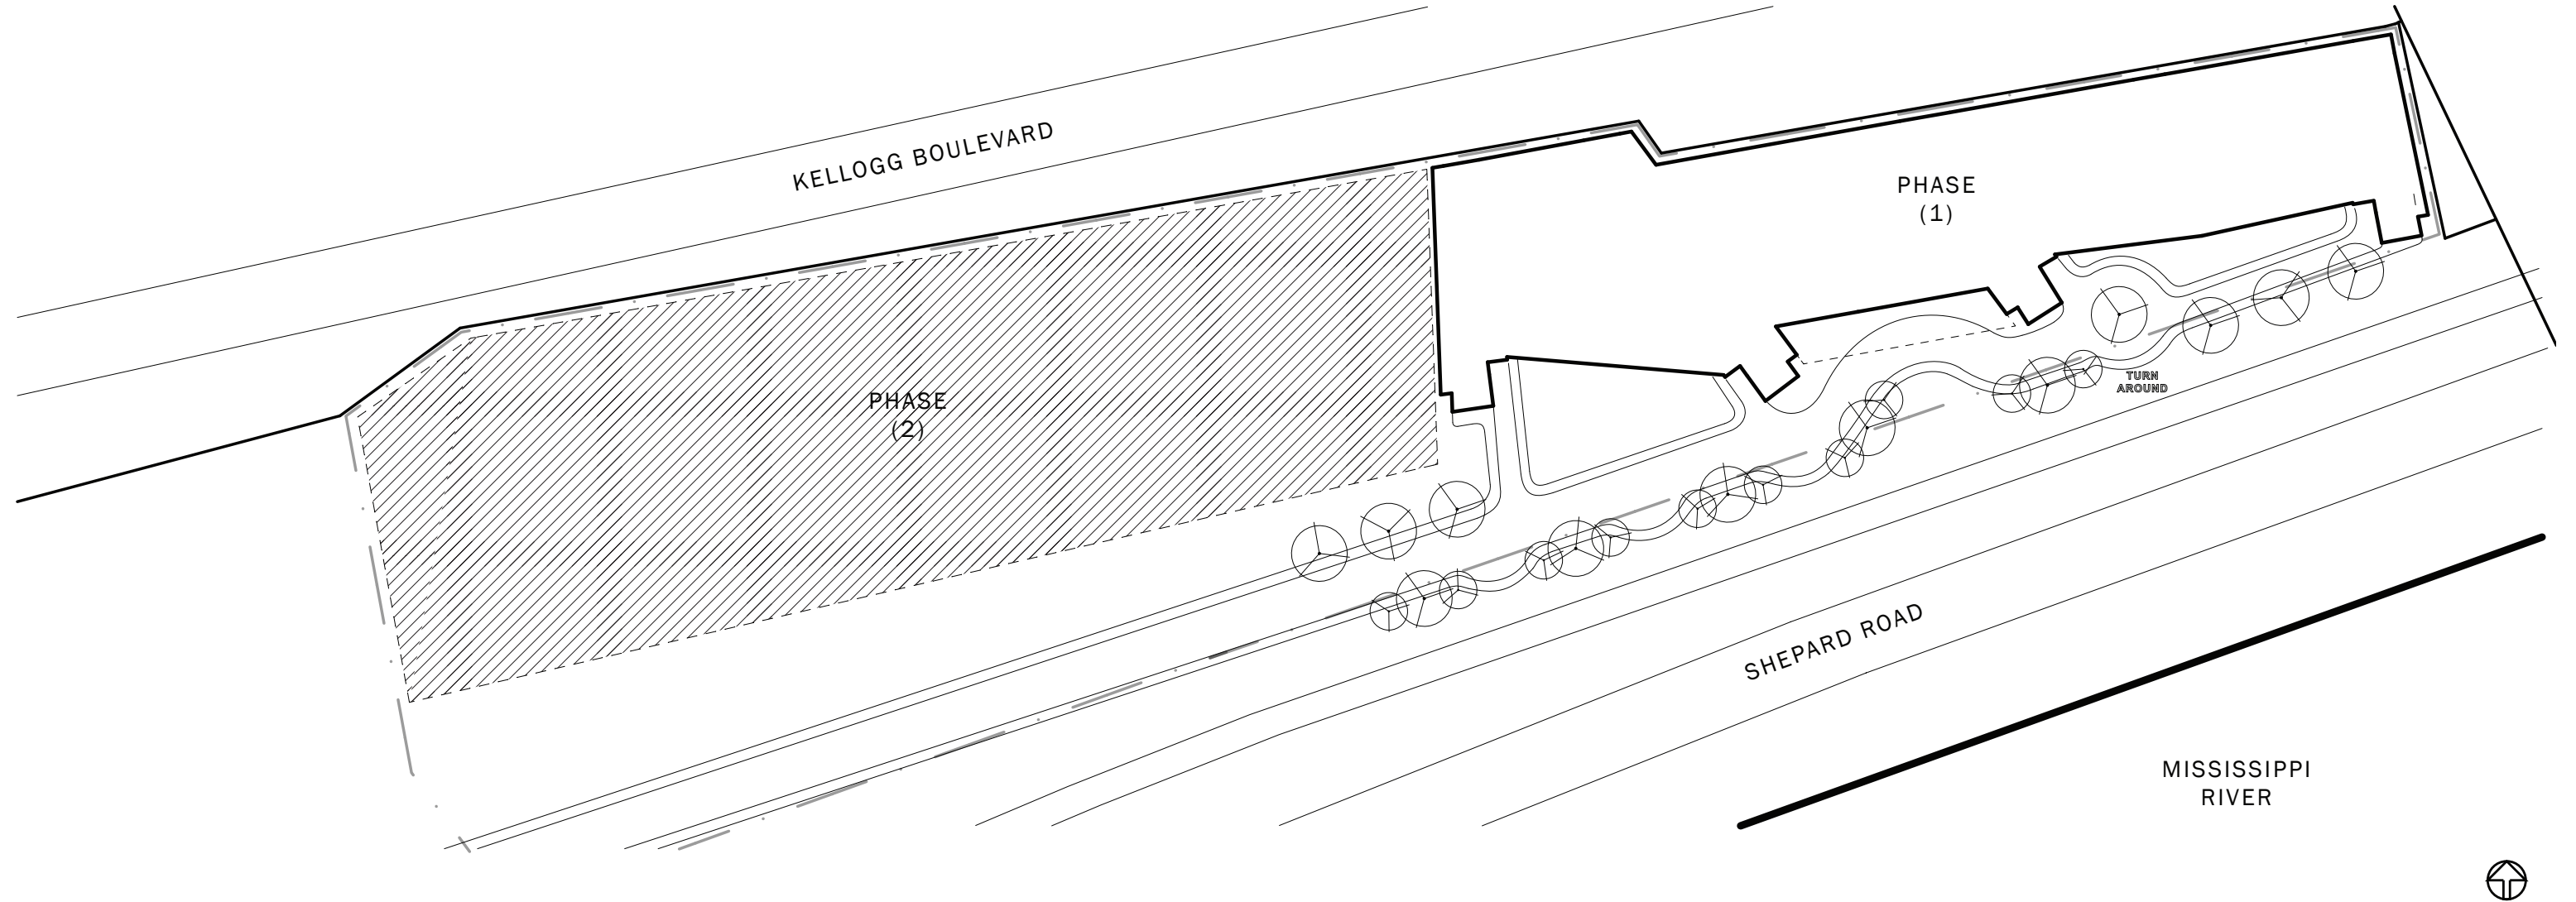 KELLOGG BOULEVARD
PHASE
(1)
PHASE
(2)
TURN
AROUND
SHEPARD ROAD
MISSISSIPPI
RIVER